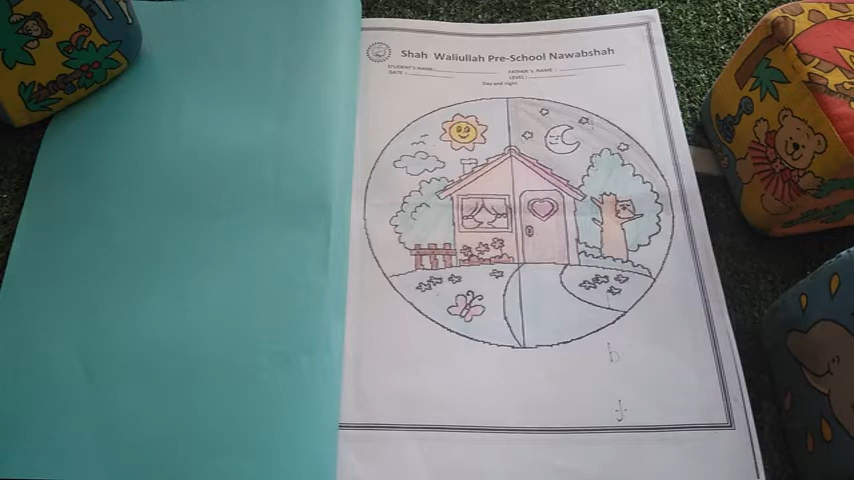 Shah Waliullah Pre-School Nawabshah
STUDENT'S NAME: FATHER'S NAME:
DATE: LEVEL:
Day and night
b